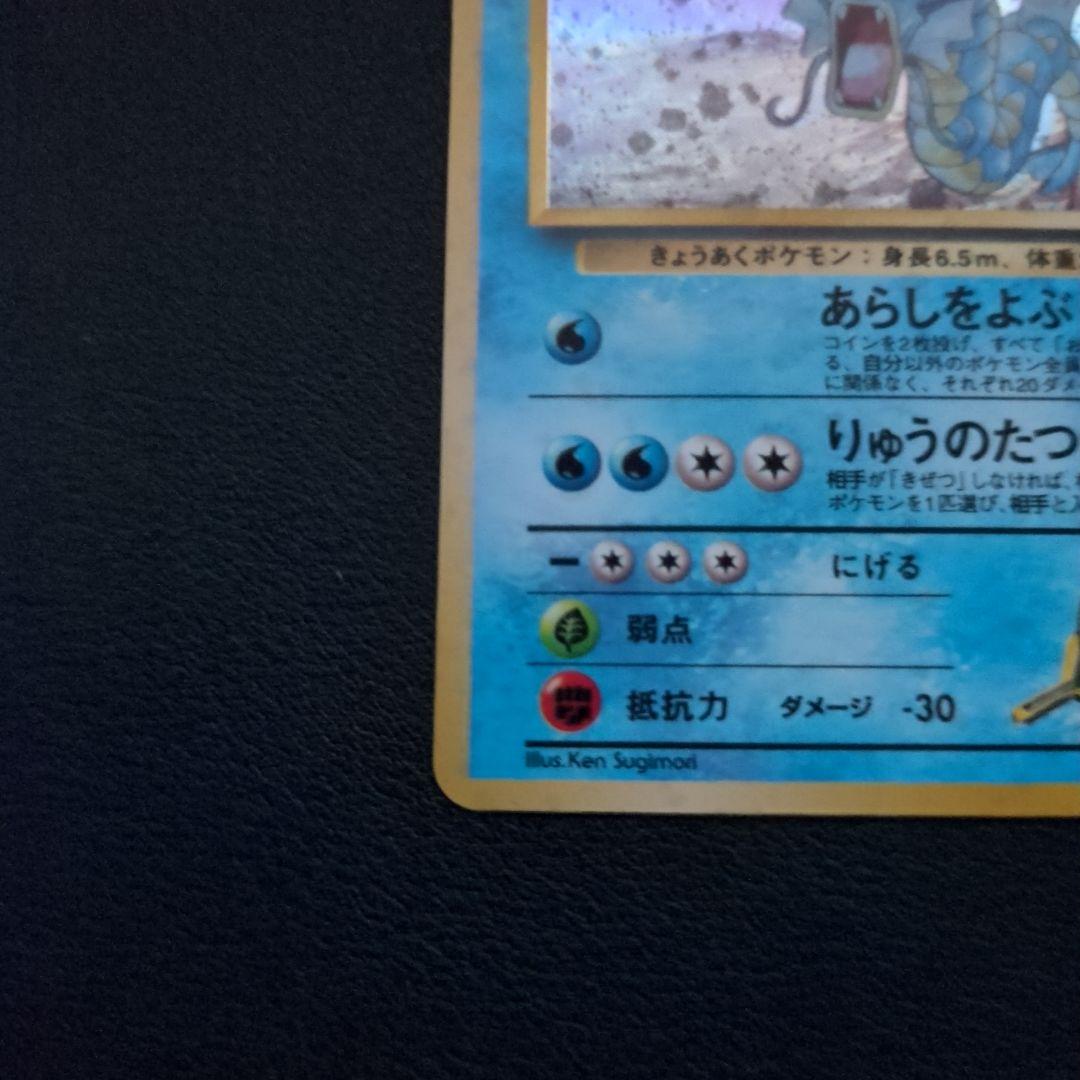 きょうあくポケモン：身長6.5m、体重
あらしをよぶ
コインを2枚投げ、すべて「お
る、自分以外のポケモン全員
に関係なく、それぞれ20ダメ
りゅうのたつ
相手が「きぜつ」しなければ、
ポケモンを1匹選び、相手と入
にげる
弱点
抵抗力 ダメージ -30
Illus.Ken Sugimori